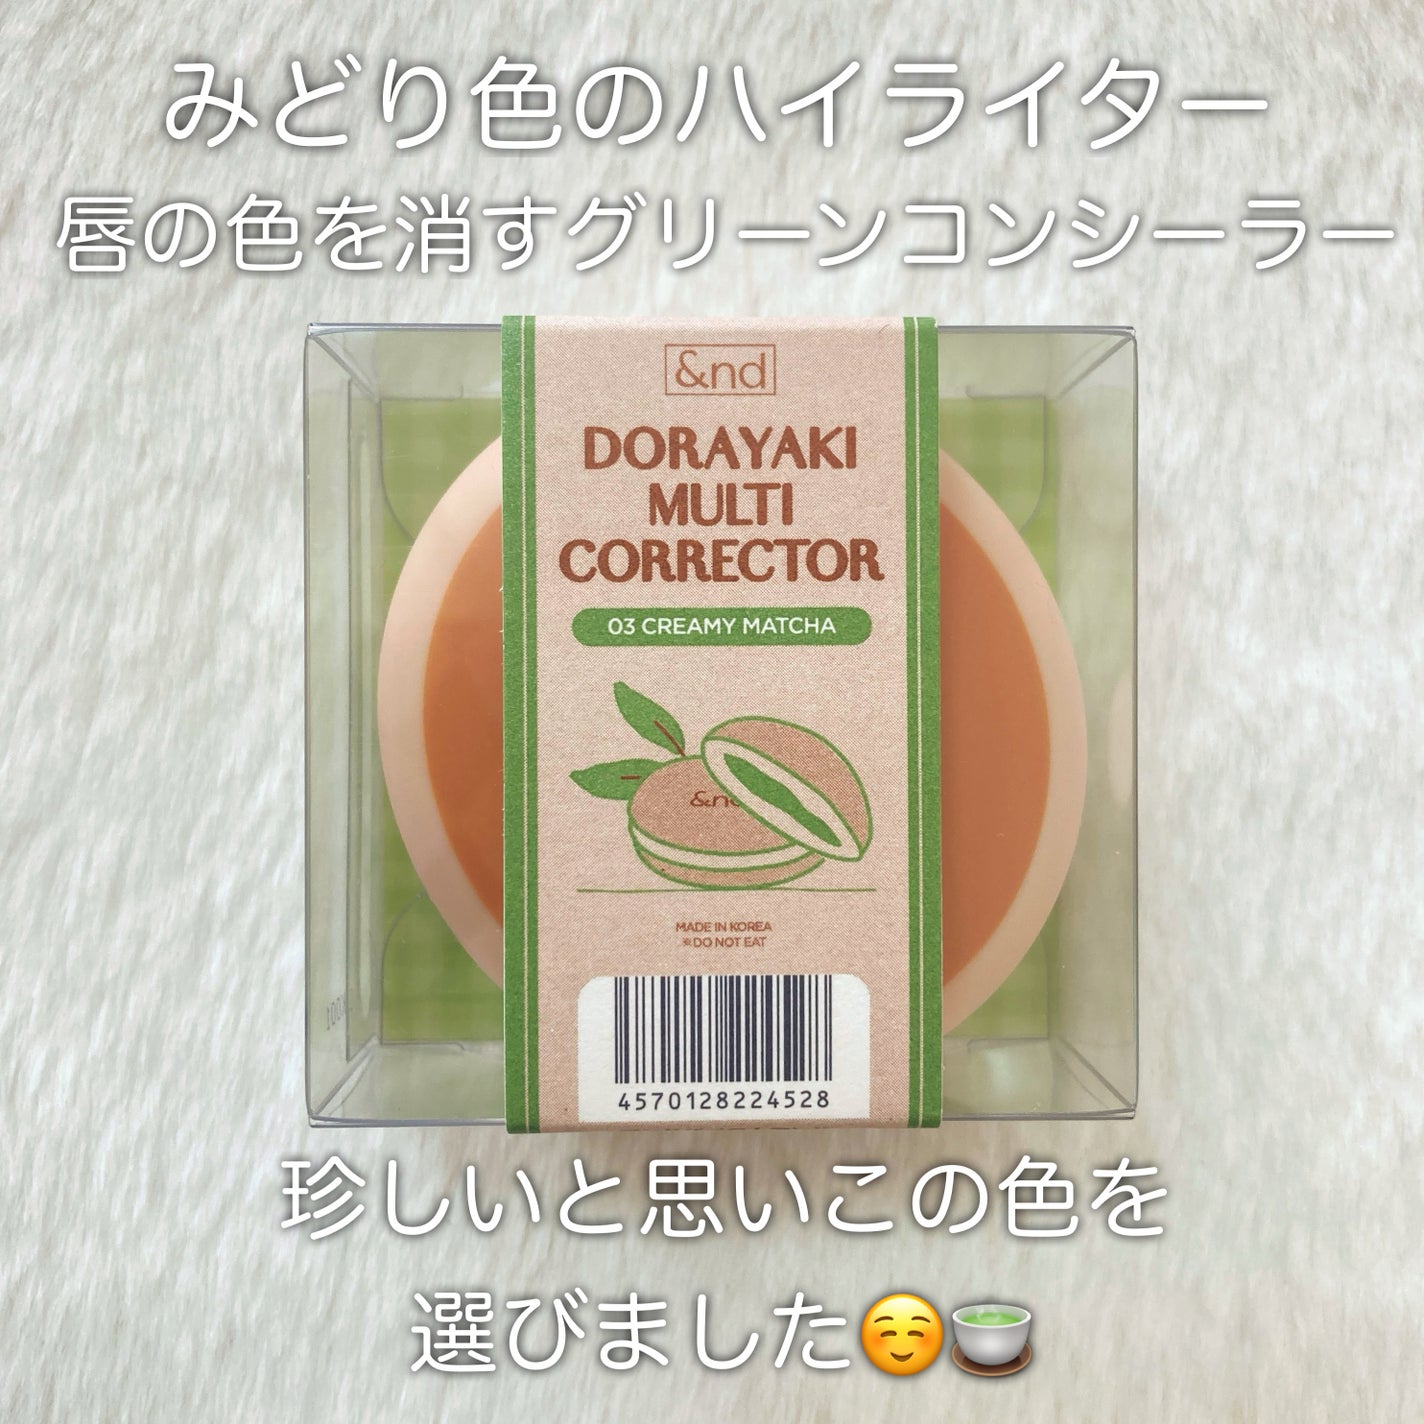 みどり色のハイライター
唇の色を消すグリーンコンシーラー
&nd
DORAYAKI
MULTI
CORRECTOR
03 CREAMY MATCHA
MADE IN KOREA
※DO NOT EAT
4570128224528
珍しいと思いこの色を
選びました☺️🍵